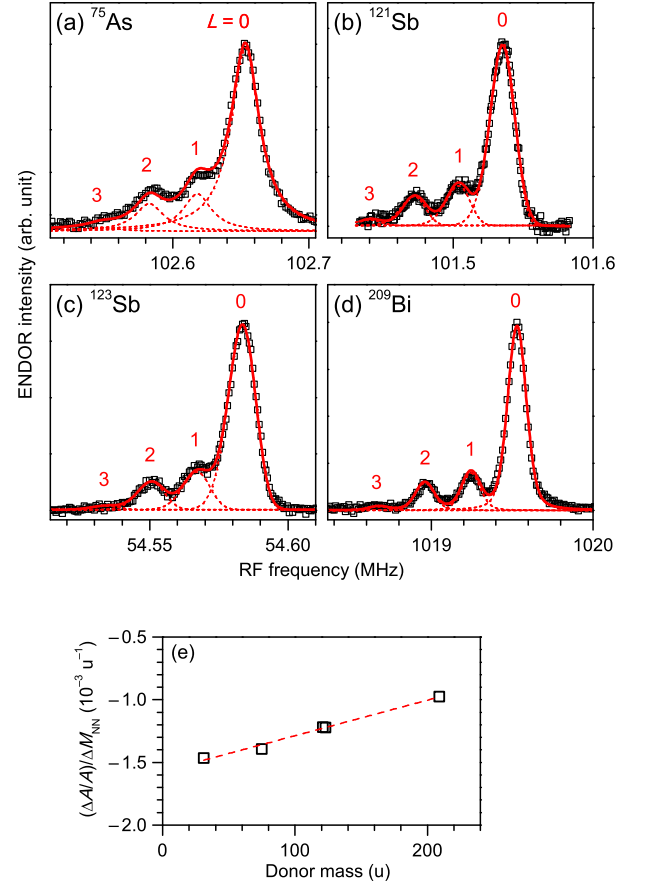 (a) ⁷⁵As
L = 0
1
2
3
102.6 102.7
(b) ¹²¹Sb
0
1
2
3
101.5 101.6
(c) ¹²³Sb
0
1
2
3
54.55 54.60
(d) ²⁰⁹Bi
0
1
2
3
1019 1020
ENDOR intensity (arb. unit)
RF frequency (MHz)
(e)
−0.5
−1.0
−1.5
−2.0
(ΔA/A)/ΔM_NN (10⁻³ u⁻¹)
0 100 200
Donor mass (u)